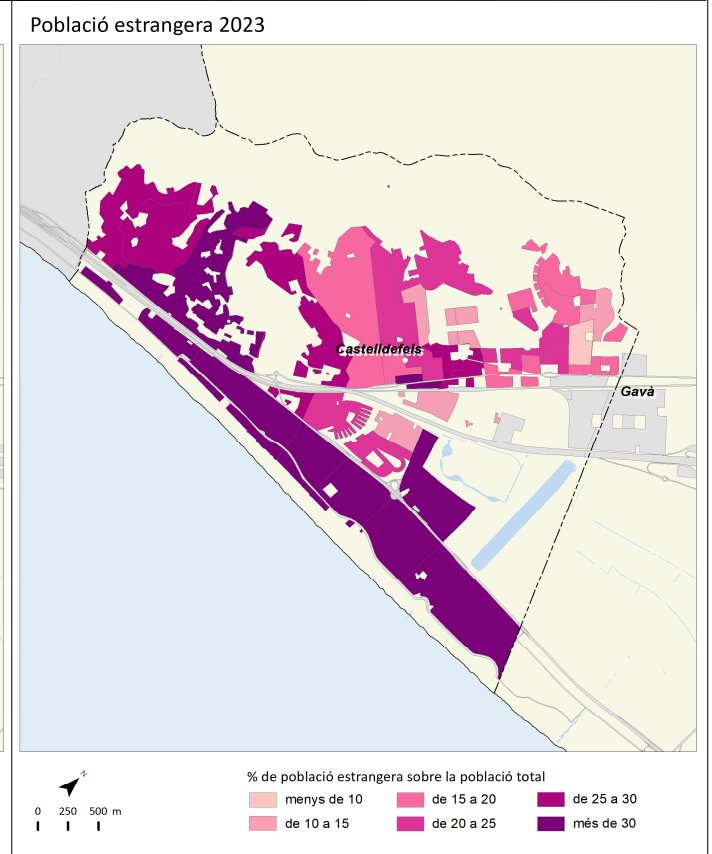 Població estrangera 2023
Castelldefels
Gavà
N
0 250 500 m
% de població estrangera sobre la població total
menys de 10
de 15 a 20
de 25 a 30
de 10 a 15
de 20 a 25
més de 30